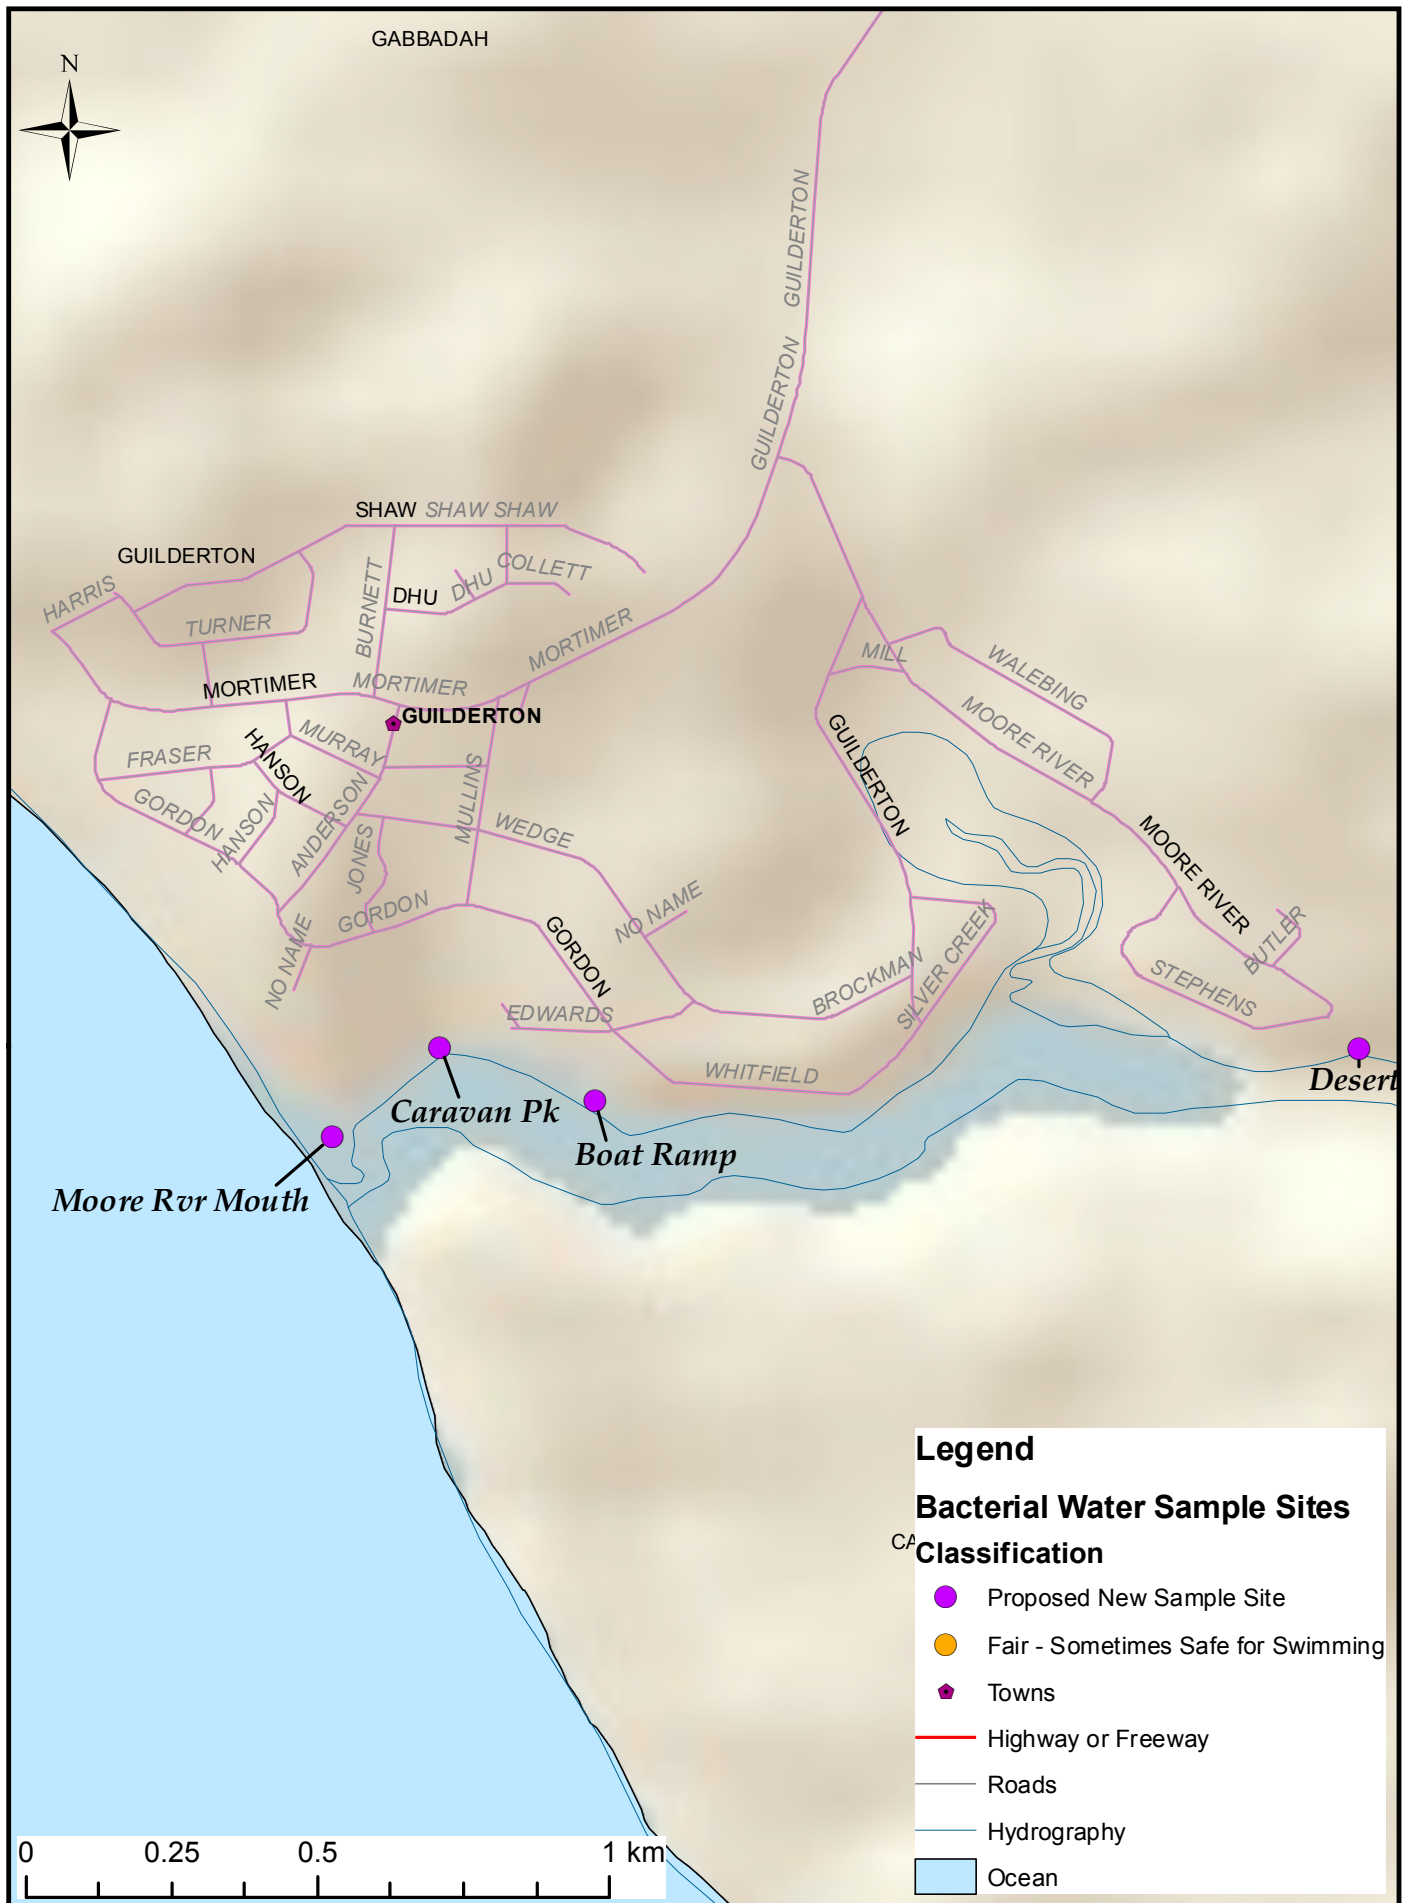 GABBADAH
N
GUILDERTON
GUILDERTON
SHAW SHAW SHAW
GUILDERTON
COLLETT
DHU DHU
HARRIS
BURNETT
TURNER
MORTIMER
MORTIMER MORTIMER
MILL
WALEBING
MOORE RIVER
GUILDERTON
HANSON
MURRAY
FRASER
GUILDERTON
GORDON
HANSON
ANDERSON
JONES
MULLINS
WEDGE
MOORE RIVER
NO NAME
GORDON
GORDON
NO NAME
BUTLER
STEPHENS
SILVER CREEK
BROCKMAN
EDWARDS
WHITFIELD
Desert
Caravan Pk
Boat Ramp
Moore Rvr Mouth
Legend
Bacterial Water Sample Sites
CA
Classification
Proposed New Sample Site
Fair - Sometimes Safe for Swimming
Towns
Highway or Freeway
Roads
Hydrography
Ocean
0 0.25 0.5 1 km